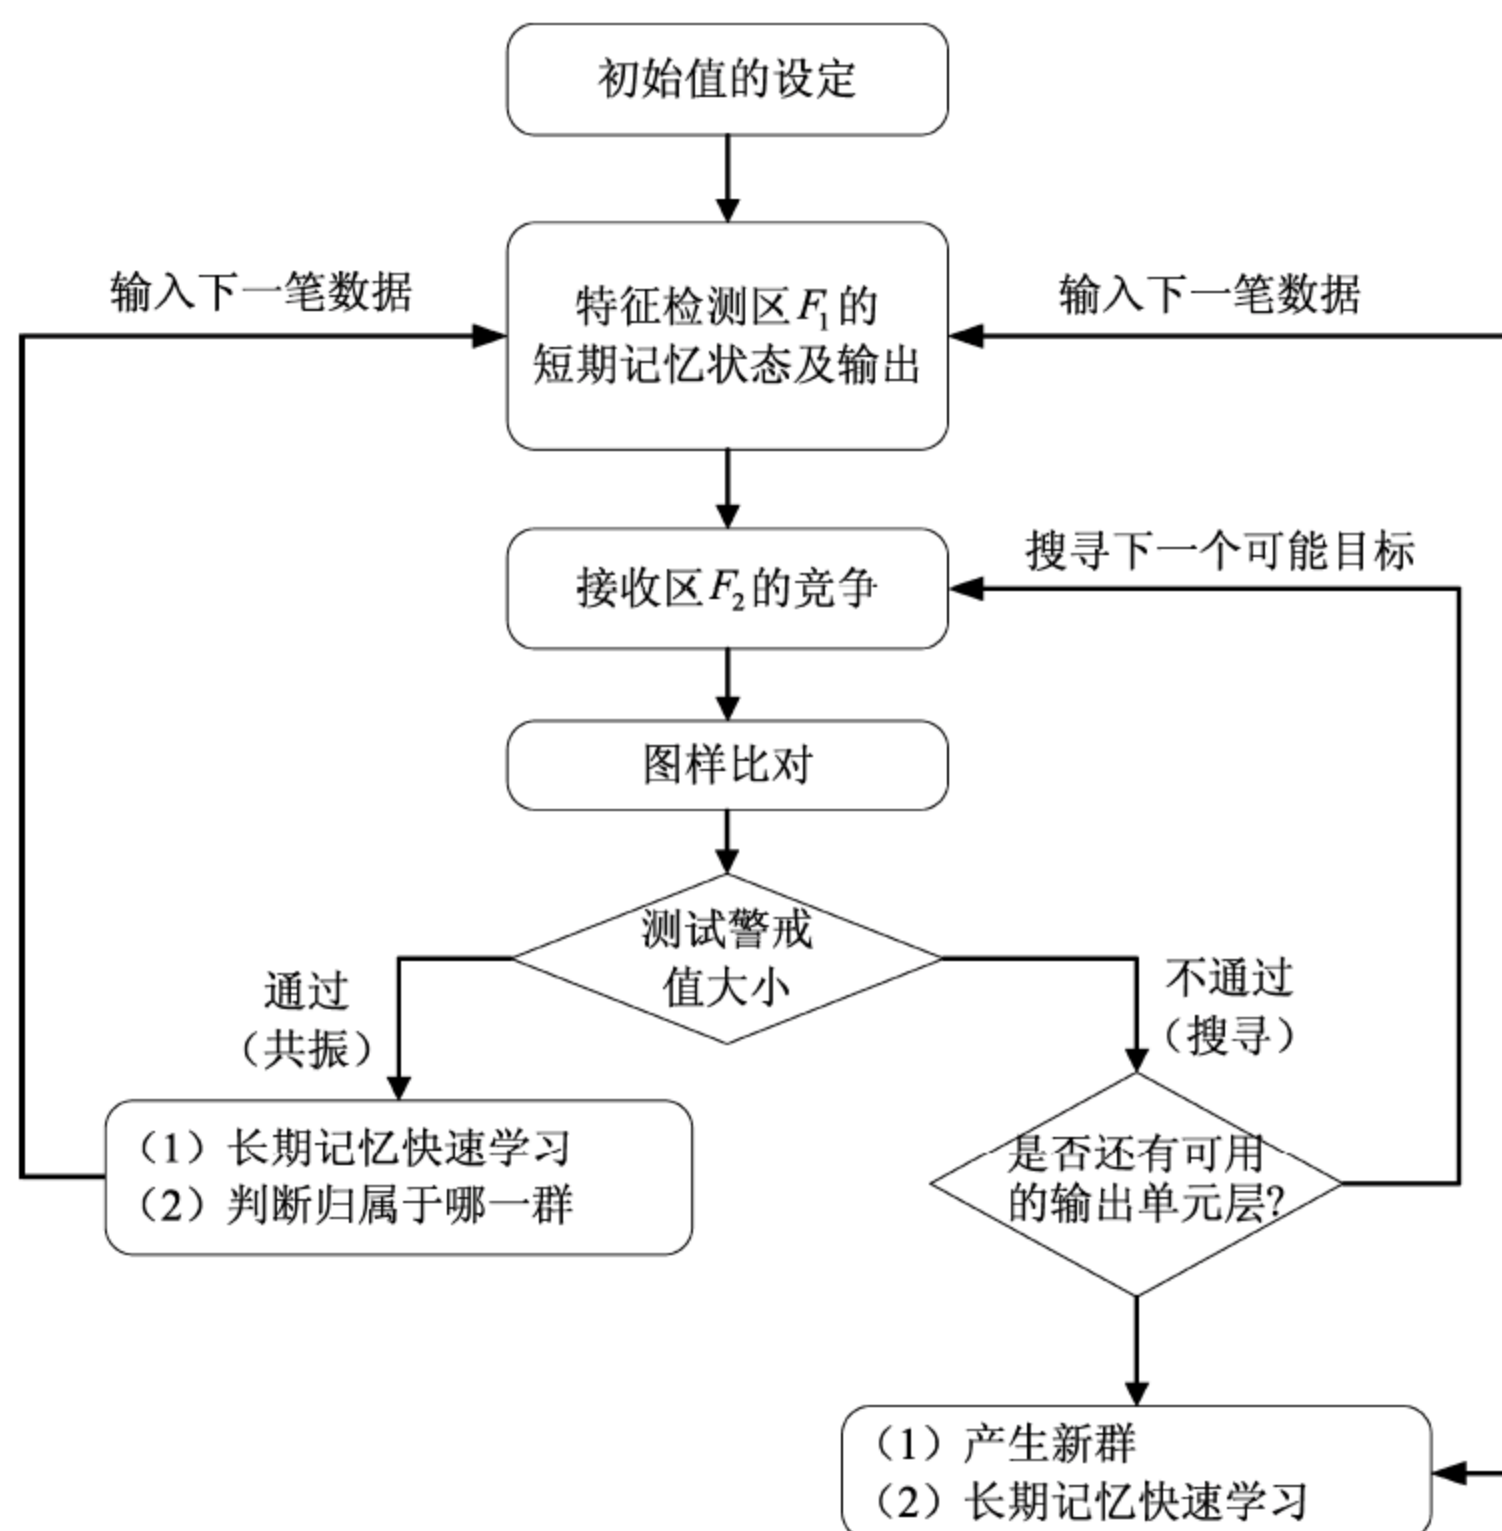 初始值的设定
输入下一笔数据
特征检测区F₁的
短期记忆状态及输出
输入下一笔数据
搜寻下一个可能目标
接收区F₂的竞争
图样比对
测试警戒
值大小
通过
（共振）
不通过
（搜寻）
（1）长期记忆快速学习
（2）判断归属于哪一群
是否还有可用
的输出单元层?
（1）产生新群
（2）长期记忆快速学习